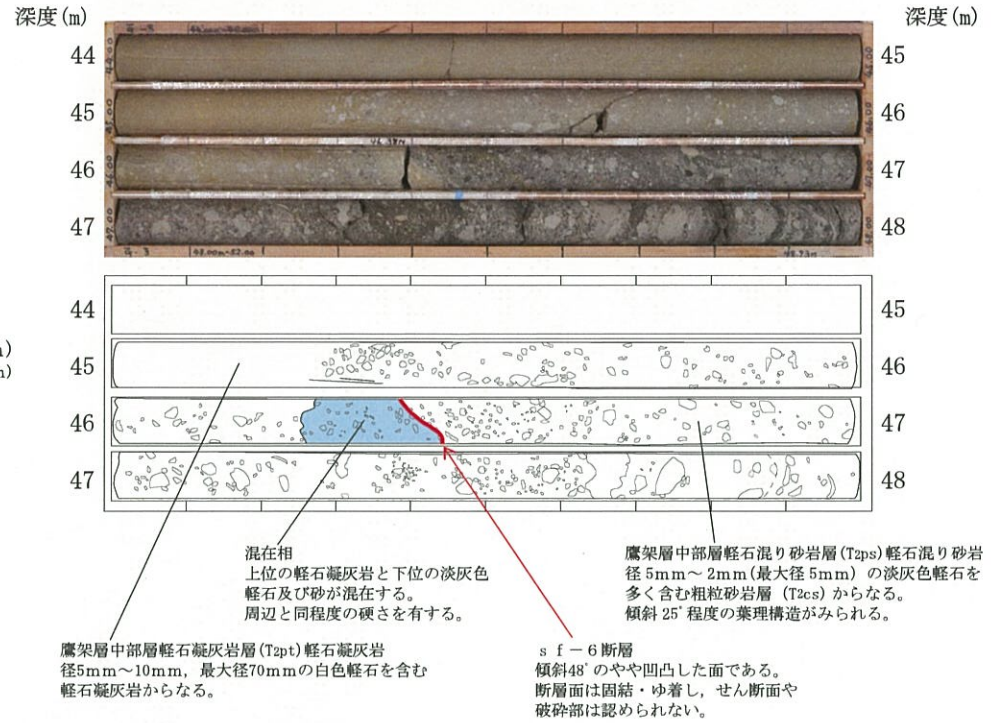 深度(m)
深度(m)
44
45
45
46
46
47
47
48
44
45
45
46
46
47
47
48
混在相
上位の軽石凝灰岩と下位の淡灰色
軽石及び砂が混在する。
周辺と同程度の硬さを有する。
鷹架層中部層軽石混り砂岩層(T2ps)軽石混り砂岩
径5mm～2mm(最大径5mm) の淡灰色軽石を
多く含む粗粒砂岩層 (T2cs) からなる。
傾斜25°程度の葉理構造がみられる。
鷹架層中部層軽石凝灰岩層(T2pt)軽石凝灰岩
径5mm～10mm, 最大径70mmの白色軽石を含む
軽石凝灰岩からなる。
ｓｆ－6断層
傾斜48°のやや凹凸した面である。
断層面は固結・ゆ着し, せん断面や
破砕部は認められない。